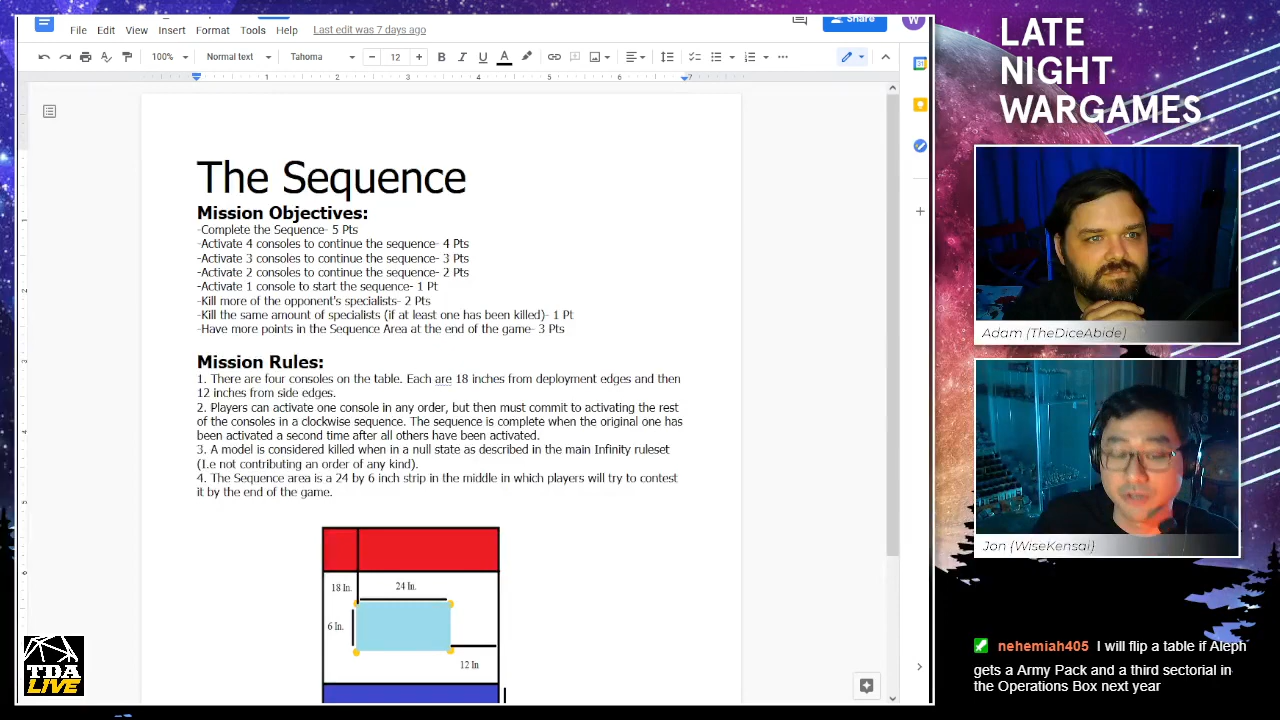 File Edit View Insert Format Tools Help Last edit was 7 days ago
Share
W
100% Normal text Tahoma 12
1 2 3 4 5 6 7
The Sequence
Mission Objectives:
-Complete the Sequence- 5 Pts
-Activate 4 consoles to continue the sequence- 4 Pts
-Activate 3 consoles to continue the sequence- 3 Pts
-Activate 2 consoles to continue the sequence- 2 Pts
-Activate 1 console to start the sequence- 1 Pt
-Kill more of the opponent's specialists- 2 Pts
-Kill the same amount of specialists (if at least one has been killed)- 1 Pt
-Have more points in the Sequence Area at the end of the game- 3 Pts
Mission Rules:
1. There are four consoles on the table. Each are 18 inches from deployment edges and then
12 inches from side edges.
2. Players can activate one console in any order, but then must commit to activating the rest
of the consoles in a clockwise sequence. The sequence is complete when the original one has
been activated a second time after all others have been activated.
3. A model is considered killed when in a null state as described in the main Infinity ruleset
(I.e not contributing an order of any kind).
4. The Sequence area is a 24 by 6 inch strip in the middle in which players will try to contest
it by the end of the game.
18 In. 24 In.
6 In.
12 In
LATE
NIGHT
WARGAMES
Adam (TheDiceAbide)
Jon (WiseKensai)
nehemiah405 I will flip a table if Aleph
gets a Army Pack and a third sectorial in
the Operations Box next year
TDA
LIVE